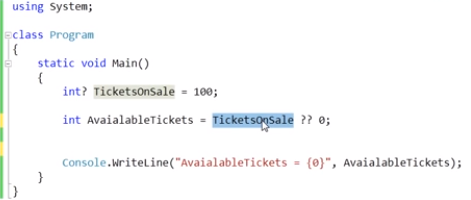 using System;
class Program
{
static void Main()
{
int? TicketsOnSale = 100;
int AvaialableTickets = TicketsOnSale ?? 0;
Console.WriteLine("AvaialableTickets = {0}", AvaialableTickets);
}
}